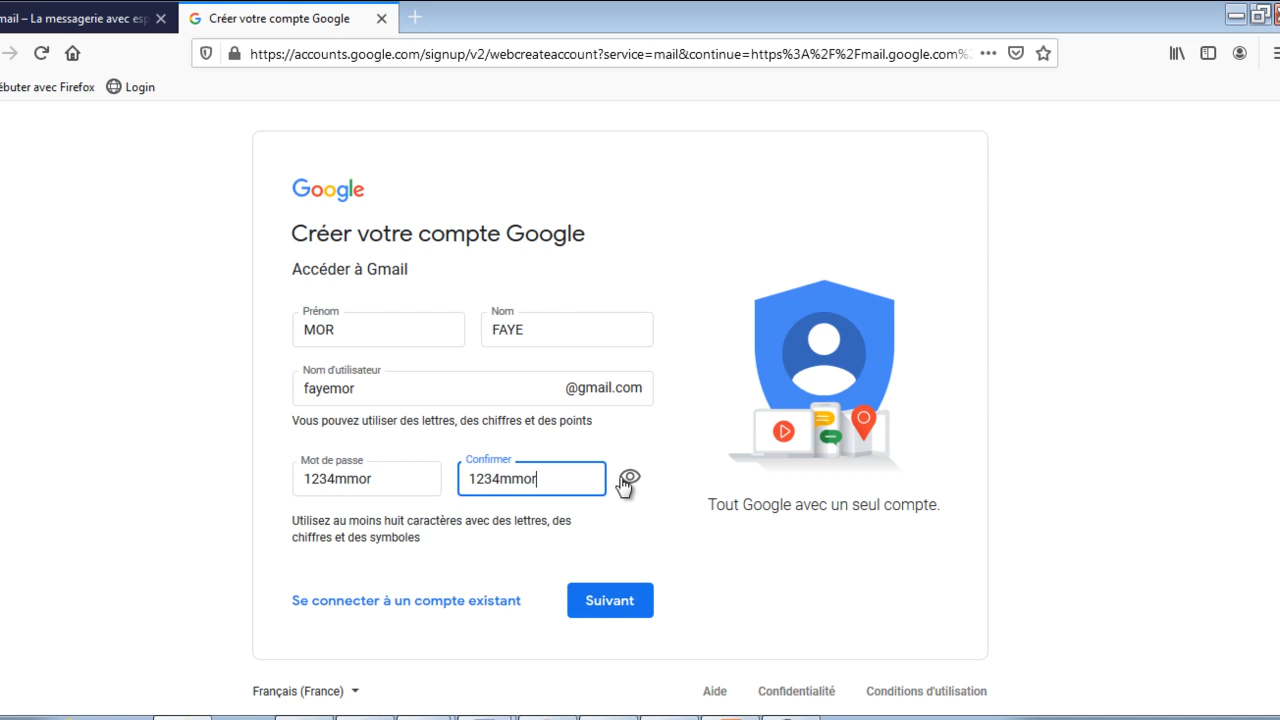 mail – La messagerie avec esp
Créer votre compte Google
https://accounts.google.com/signup/v2/webcreateaccount?service=mail&continue=https%3A%2F%2Fmail.google.com%
ébuter avec Firefox Login
Google
Créer votre compte Google
Accéder à Gmail
Prénom Nom
MOR FAYE
Nom d'utilisateur
fayemor @gmail.com
Vous pouvez utiliser des lettres, des chiffres et des points
Mot de passe Confirmer
1234mmor 1234mmor
Utilisez au moins huit caractères avec des lettres, des
chiffres et des symboles
Tout Google avec un seul compte.
Se connecter à un compte existant Suivant
Français (France) Aide Confidentialité Conditions d'utilisation